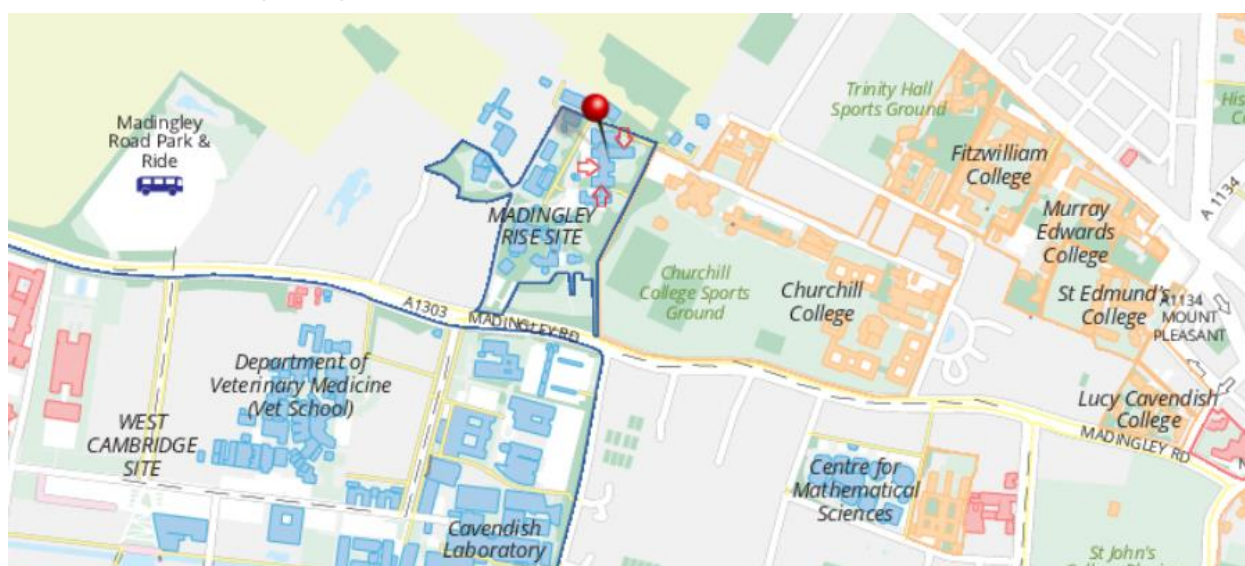 Madingley
Road Park &
Ride
Trinity Hall
Sports Ground
Fitzwilliam
College
Murray
Edwards
College
A 1134
MADINGLEY
RISE SITE
Churchill
College Sports
Ground
Churchill
College
St Edmund's
College
A1134
MOUNT
PLEASANT
A1303
MADINGLEY RD
Department of
Veterinary Medicine
(Vet School)
WEST
CAMBRIDGE
SITE
Lucy Cavendish
College
MADINGLEY RD
Centre for
Mathematical
Sciences
Cavendish
Laboratory
St John's